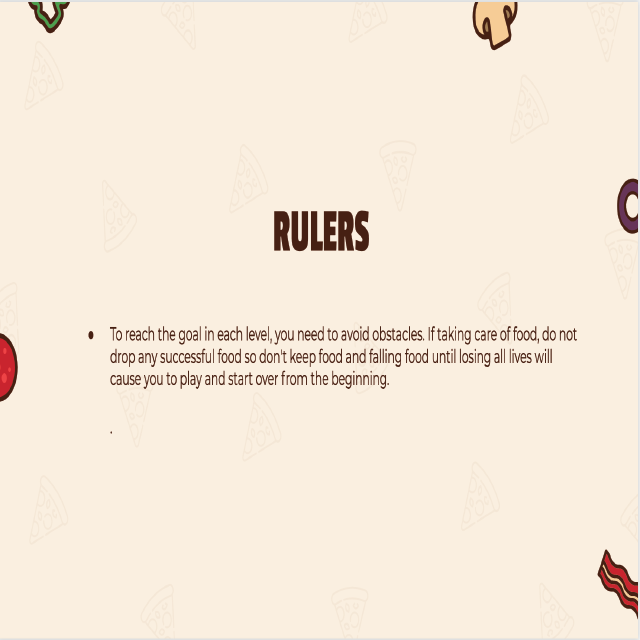 RULERS
• To reach the goal in each level, you need to avoid obstacles. If taking care of food, do not
drop any successful food so don't keep food and falling food until losing all lives will
cause you to play and start over from the beginning.
.